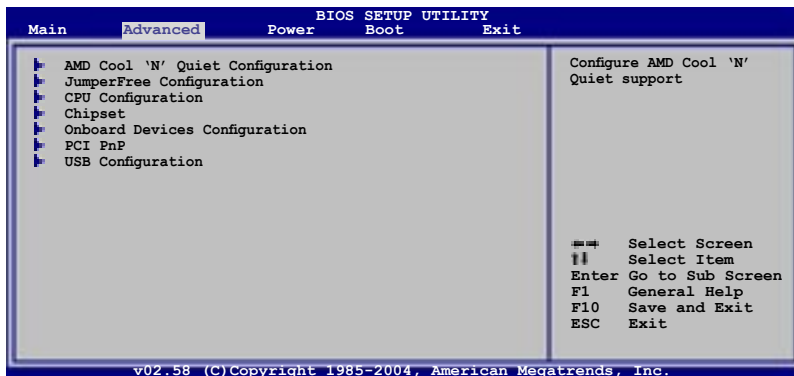 BIOS SETUP UTILITY
Main Advanced Power Boot Exit
AMD Cool ‘N’ Quiet Configuration
JumperFree Configuration
CPU Configuration
Chipset
Onboard Devices Configuration
PCI PnP
USB Configuration
Configure AMD Cool ‘N’
Quiet support
Select Screen
Select Item
Enter Go to Sub Screen
F1 General Help
F10 Save and Exit
ESC Exit
v02.58 (C)Copyright 1985-2004, American Megatrends, Inc.